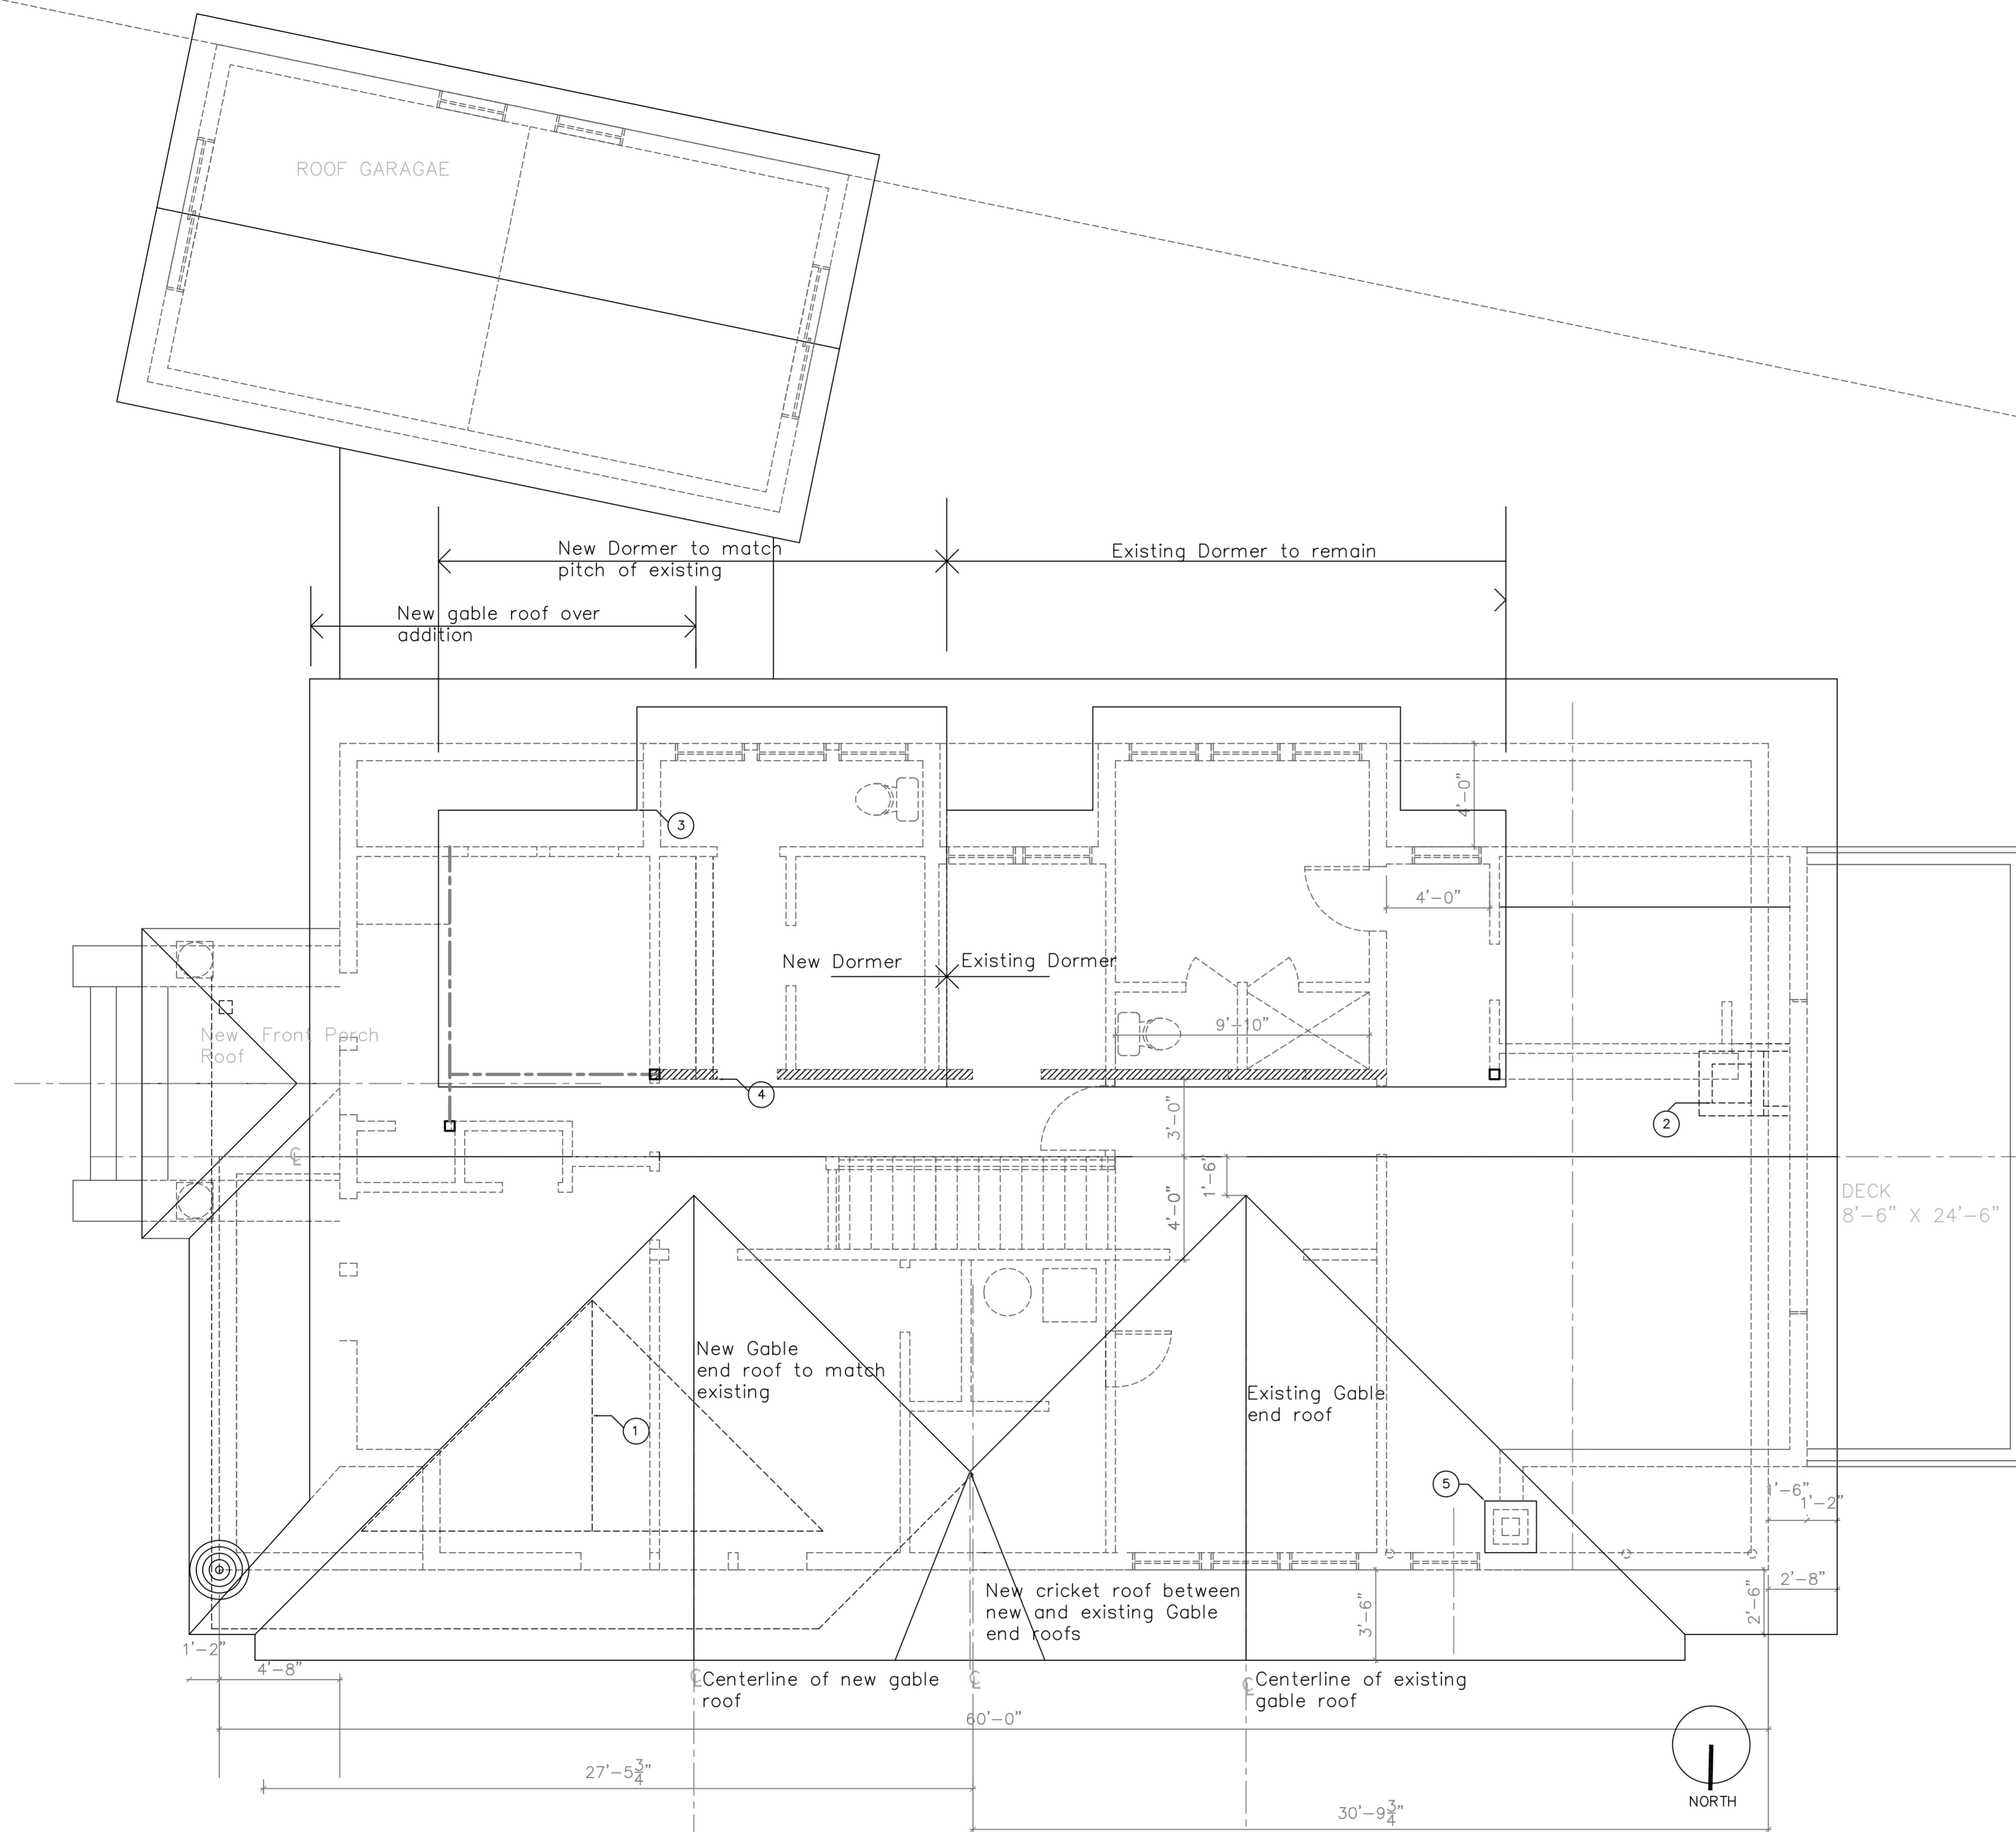 ROOF GARAGAE
New Dormer to match
pitch of existing
Existing Dormer to remain
New gable roof over
addition
3
4'-0"
4'-0"
New Dormer
Existing Dormer
9'-10"
New Front Porch
Roof
4
2
3'-0"
1'-6"
4'-0"
DECK
8'-6" X 24'-6"
New Gable
end roof to match
existing
Existing Gable
end roof
1
5
1'-6"
1'-2"
New cricket roof between
new and existing Gable
end roofs
3'-6"
2'-6"
2'-8"
1'-2"
4'-8"
Centerline of new gable
roof
Centerline of existing
gable roof
60'-0"
27'-5 3/4"
30'-9 3/4"
NORTH